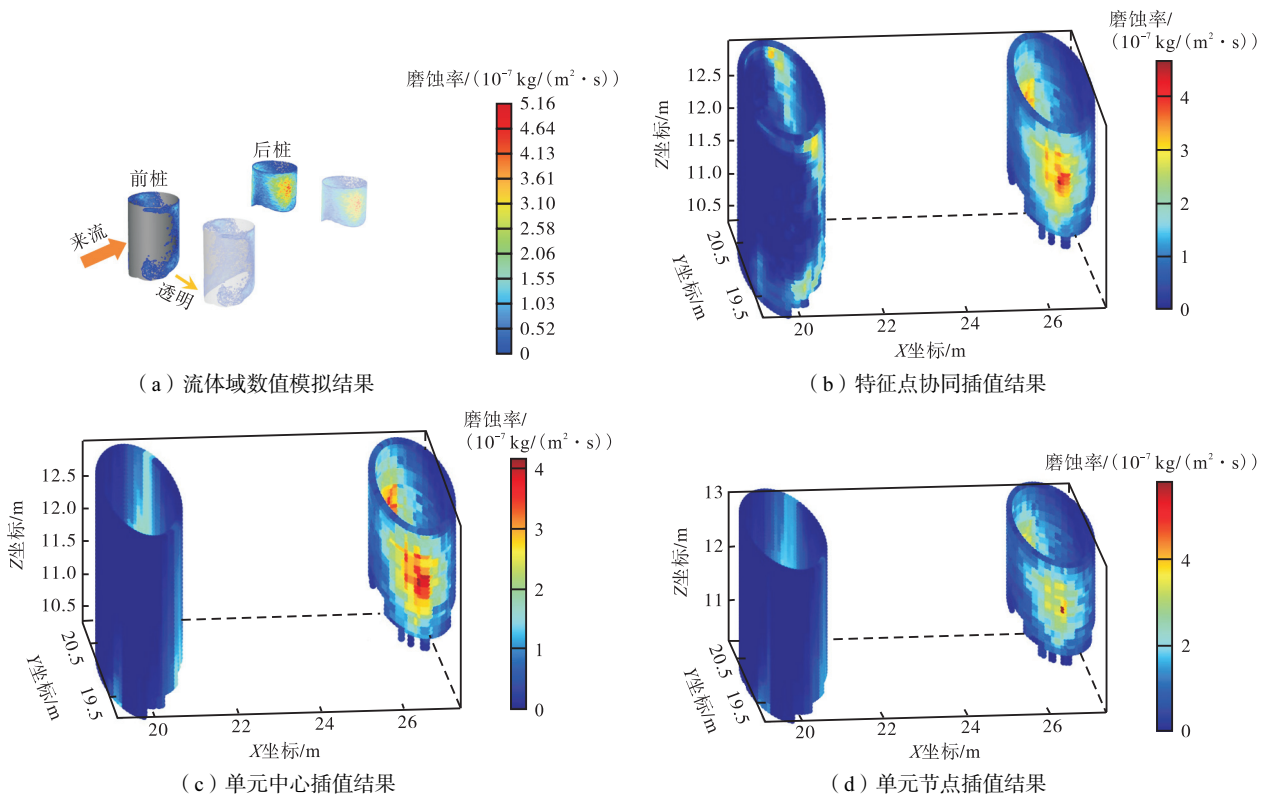 磨蚀率/(10⁻⁷ kg/(m²·s))
5.16
4.64
4.13
3.61
3.10
2.58
2.06
1.55
1.03
0.52
0
前桩
后桩
来流
透明
(a)流体域数值模拟结果
磨蚀率/
(10⁻⁷ kg/(m²·s))
4
3
2
1
0
12.5
12.0
11.5
11.0
10.5
Z坐标/m
20.5
19.5
Y坐标/m
20
22
24
26
X坐标/m
(b)特征点协同插值结果
磨蚀率/
(10⁻⁷ kg/(m²·s))
4
3
2
1
0
12.5
12.0
11.5
11.0
10.5
Z坐标/m
20.5
19.5
Y坐标/m
20
22
24
26
X坐标/m
(c)单元中心插值结果
磨蚀率/(10⁻⁷ kg/(m²·s))
4
2
0
13
12
11
Z坐标/m
20.5
19.5
Y坐标/m
20
22
24
26
X坐标/m
(d)单元节点插值结果